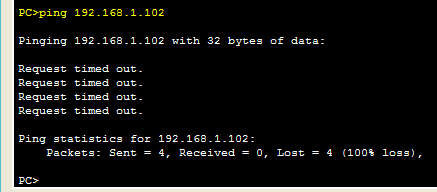 PC>ping 192.168.1.102
Pinging 192.168.1.102 with 32 bytes of data:
Request timed out.
Request timed out.
Request timed out.
Request timed out.
Ping statistics for 192.168.1.102:
Packets: Sent = 4, Received = 0, Lost = 4 (100% loss),
PC>